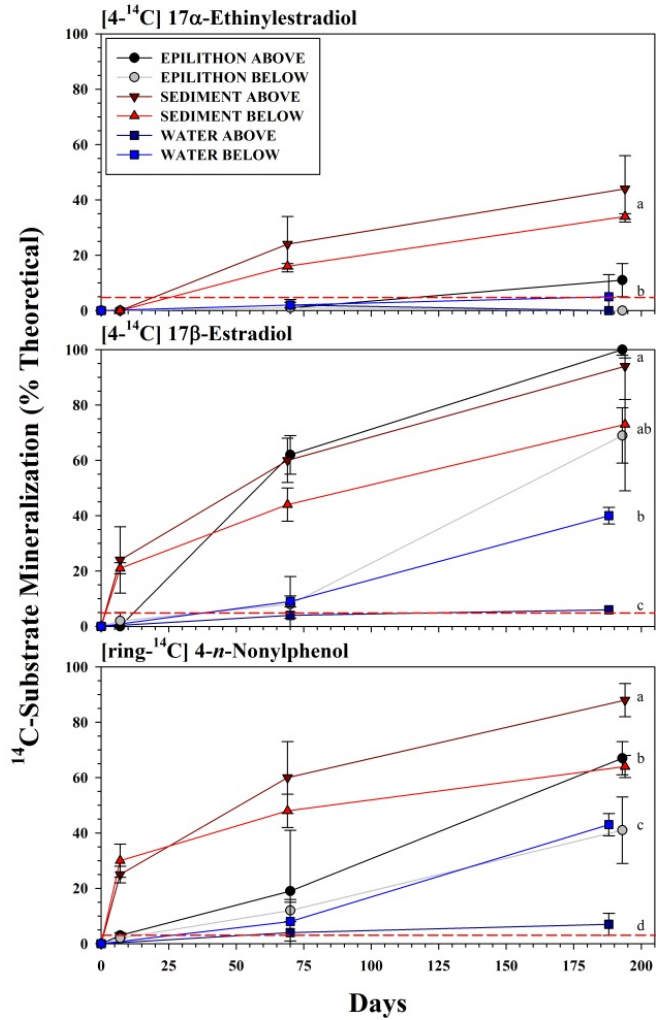 [4-¹⁴C] 17α-Ethinylestradiol
100
80
60
40
20
0
EPILITHON ABOVE
EPILITHON BELOW
SEDIMENT ABOVE
SEDIMENT BELOW
WATER ABOVE
WATER BELOW
a
b
[4-¹⁴C] 17β-Estradiol
100
80
60
40
20
0
a
ab
b
c
[ring-¹⁴C] 4-n-Nonylphenol
100
80
60
40
20
0
a
b
c
d
0 25 50 75 100 125 150 175 200
Days
¹⁴C-Substrate Mineralization (% Theoretical)